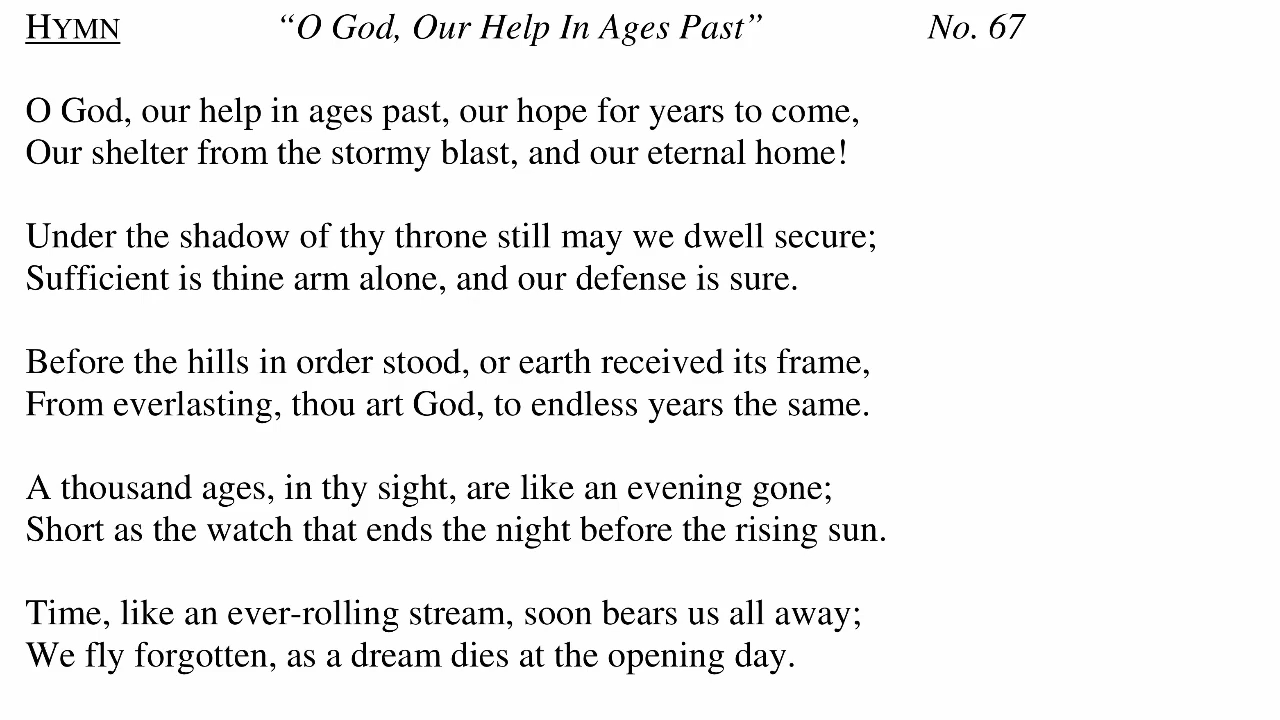 HYMN “O God, Our Help In Ages Past” No. 67
O God, our help in ages past, our hope for years to come,
Our shelter from the stormy blast, and our eternal home!
Under the shadow of thy throne still may we dwell secure;
Sufficient is thine arm alone, and our defense is sure.
Before the hills in order stood, or earth received its frame,
From everlasting, thou art God, to endless years the same.
A thousand ages, in thy sight, are like an evening gone;
Short as the watch that ends the night before the rising sun.
Time, like an ever-rolling stream, soon bears us all away;
We fly forgotten, as a dream dies at the opening day.